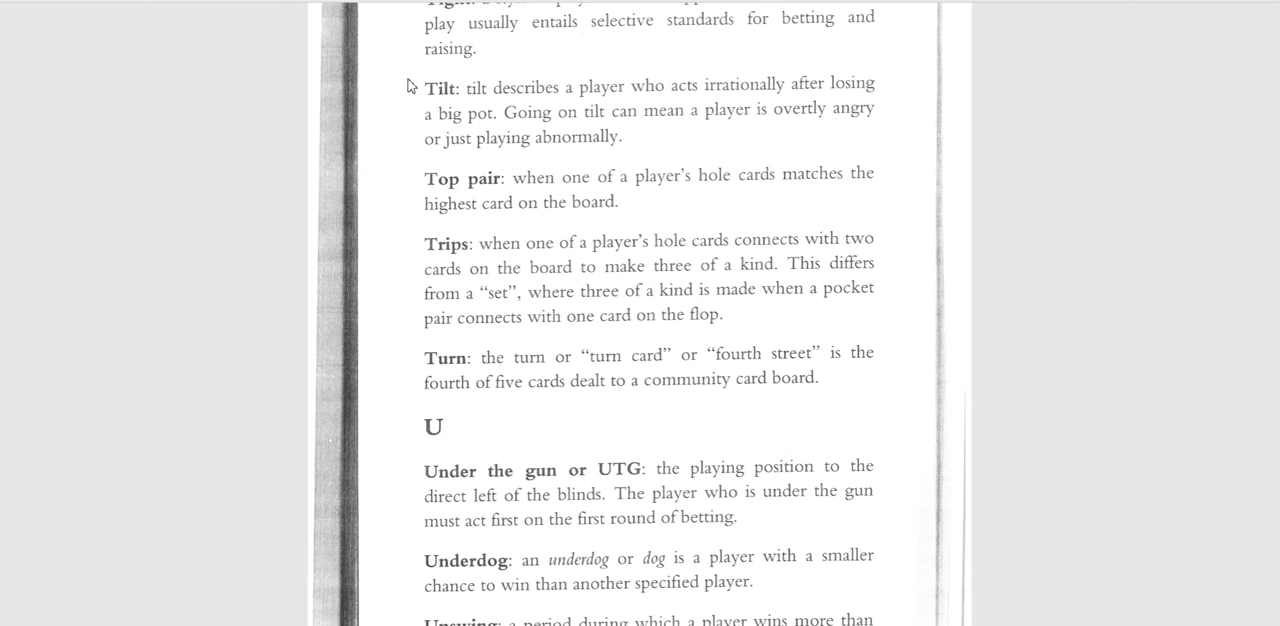 play usually entails selective standards for betting and
raising.
Tilt: tilt describes a player who acts irrationally after losing
a big pot. Going on tilt can mean a player is overtly angry
or just playing abnormally.
Top pair: when one of a player’s hole cards matches the
highest card on the board.
Trips: when one of a player’s hole cards connects with two
cards on the board to make three of a kind. This differs
from a “set”, where three of a kind is made when a pocket
pair connects with one card on the flop.
Turn: the turn or “turn card” or “fourth street” is the
fourth of five cards dealt to a community card board.
U
Under the gun or UTG: the playing position to the
direct left of the blinds. The player who is under the gun
must act first on the first round of betting.
Underdog: an underdog or dog is a player with a smaller
chance to win than another specified player.
Upswing: a period during which a player wins more than